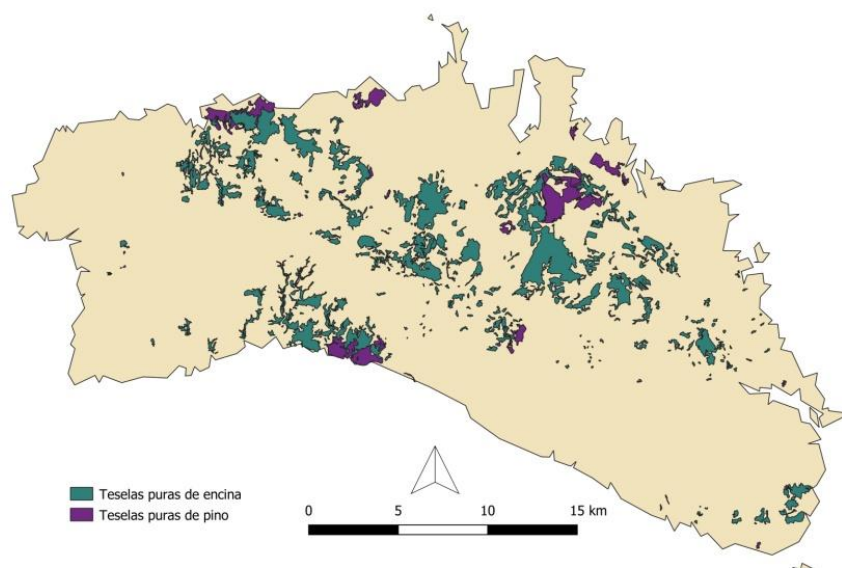 Teselas puras de encina
Teselas puras de pino
0 5 10 15 km